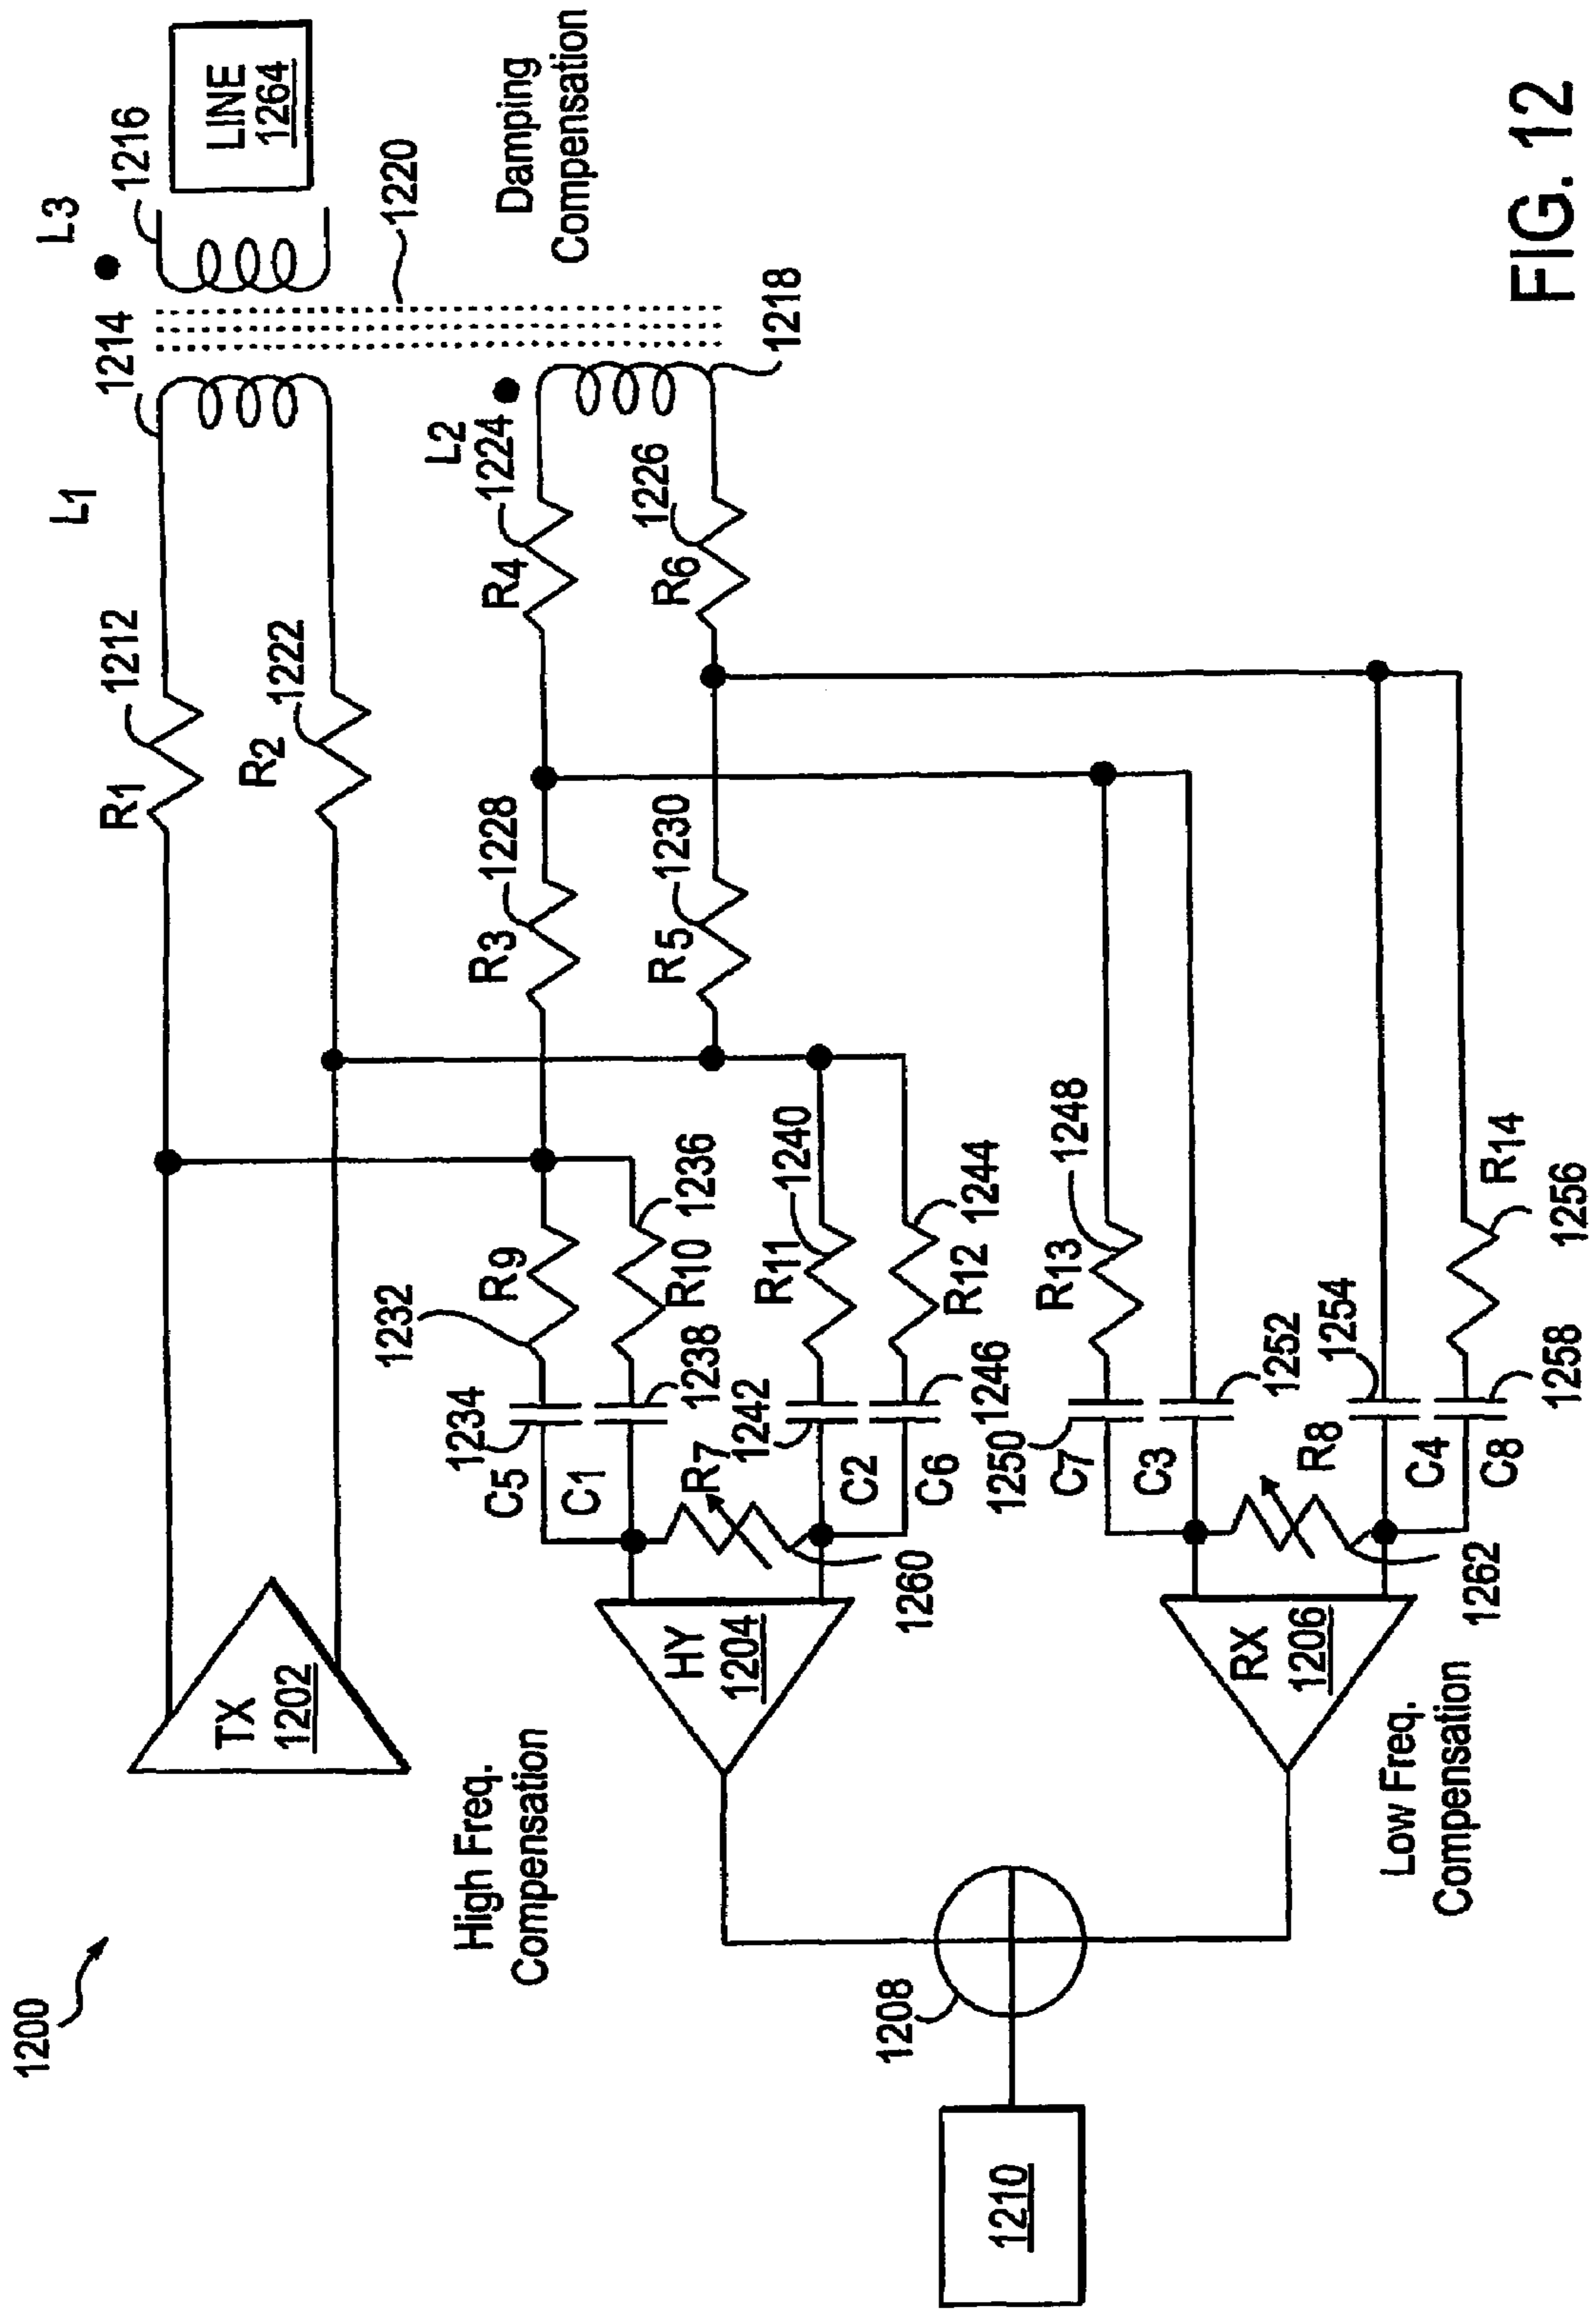 1200
TX
1202
R1
1212
R2
1222
L1
1214
L3
1216
LINE
1264
1220
Damping
Compensation
L2
1224
R4
1226
R6
1218
R3
1228
R5
1230
High Freq.
Compensation
1232
R9
1234
C5
C1
1238
R10
1236
R7
1242
R11
1240
C2
C6
1246
R12
1244
HY
1204
1260
1208
1210
1250
C7
C3
R13
1248
1252
R8
1254
C4
C8
1258
R14
1256
RX
1206
1262
Low Freq.
Compensation
FIG. 12